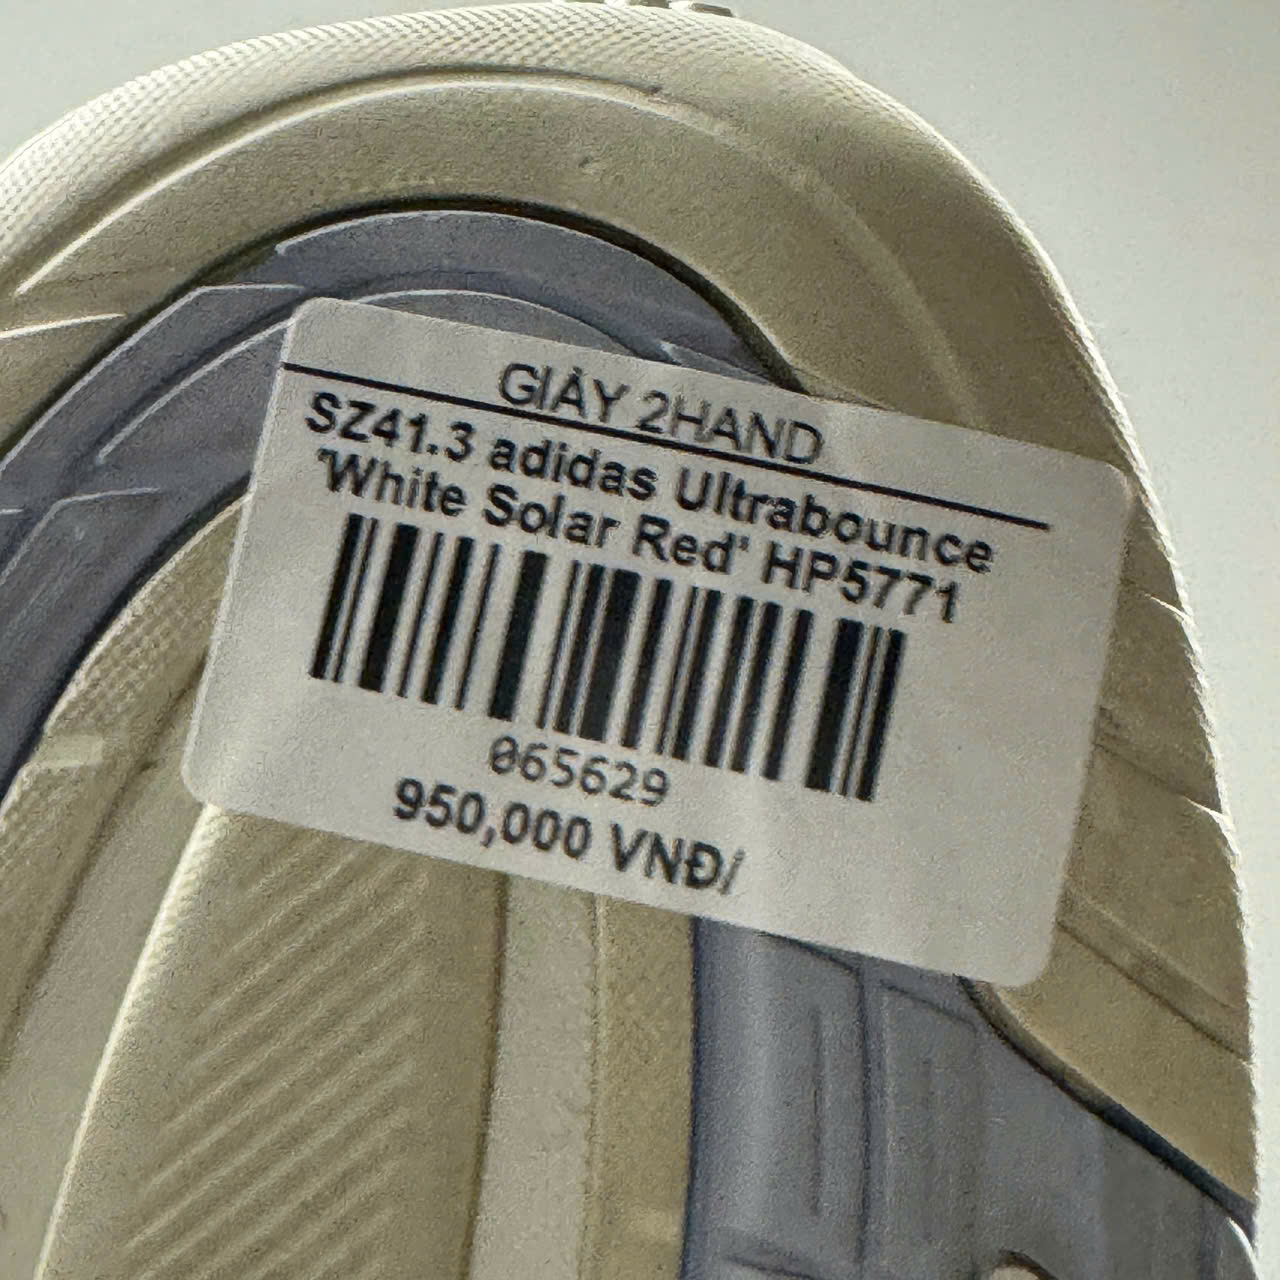 GIÀY 2HAND
SZ41.3 adidas Ultrabounce
'White Solar Red' HP5771
065629
950,000 VNĐ/